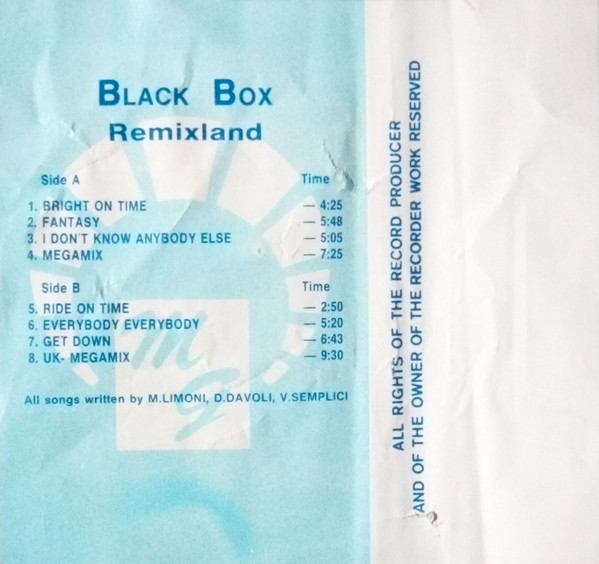 BLACK BOX
Remixland
Side A Time
1. BRIGHT ON TIME — 4:25
2. FANTASY — 5:48
3. I DON'T KNOW ANYBODY ELSE — 5:05
4. MEGAMIX — 7:25
Side B Time
5. RIDE ON TIME — 2:50
6. EVERYBODY EVERYBODY — 5:20
7. GET DOWN — 6:43
8. UK- MEGAMIX — 9:30
MG
All songs written by M.LIMONI, D.DAVOLI, V.SEMPLICI
ALL RIGHTS OF THE RECORD PRODUCER
AND OF THE OWNER OF THE RECORDER WORK RESERVED